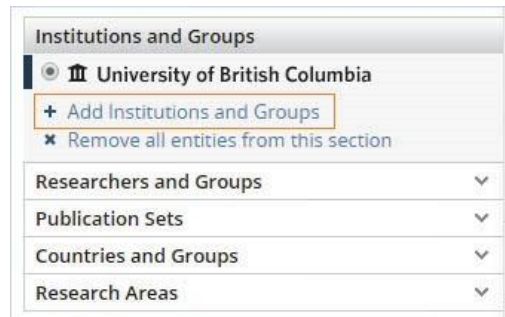 Institutions and Groups
University of British Columbia
+ Add Institutions and Groups
× Remove all entities from this section
Researchers and Groups
Publication Sets
Countries and Groups
Research Areas